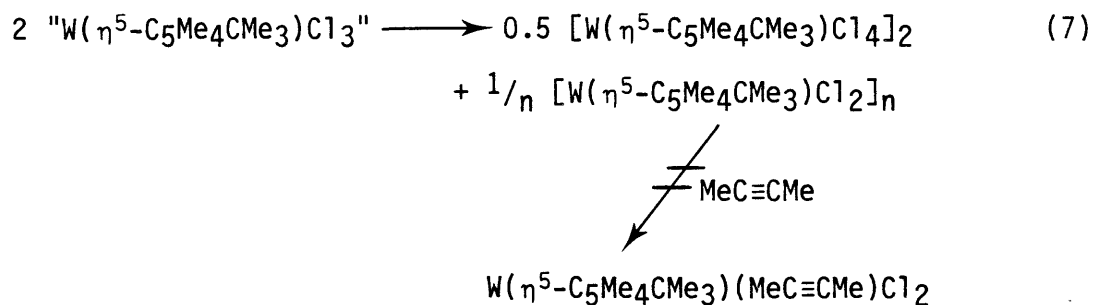 2 "W(η⁵-C₅Me₄CMe₃)Cl₃" ⟶ 0.5 [W(η⁵-C₅Me₄CMe₃)Cl₄]₂ (7)
+ ¹/ₙ [W(η⁵-C₅Me₄CMe₃)Cl₂]ₙ
MeC≡CMe
W(η⁵-C₅Me₄CMe₃)(MeC≡CMe)Cl₂